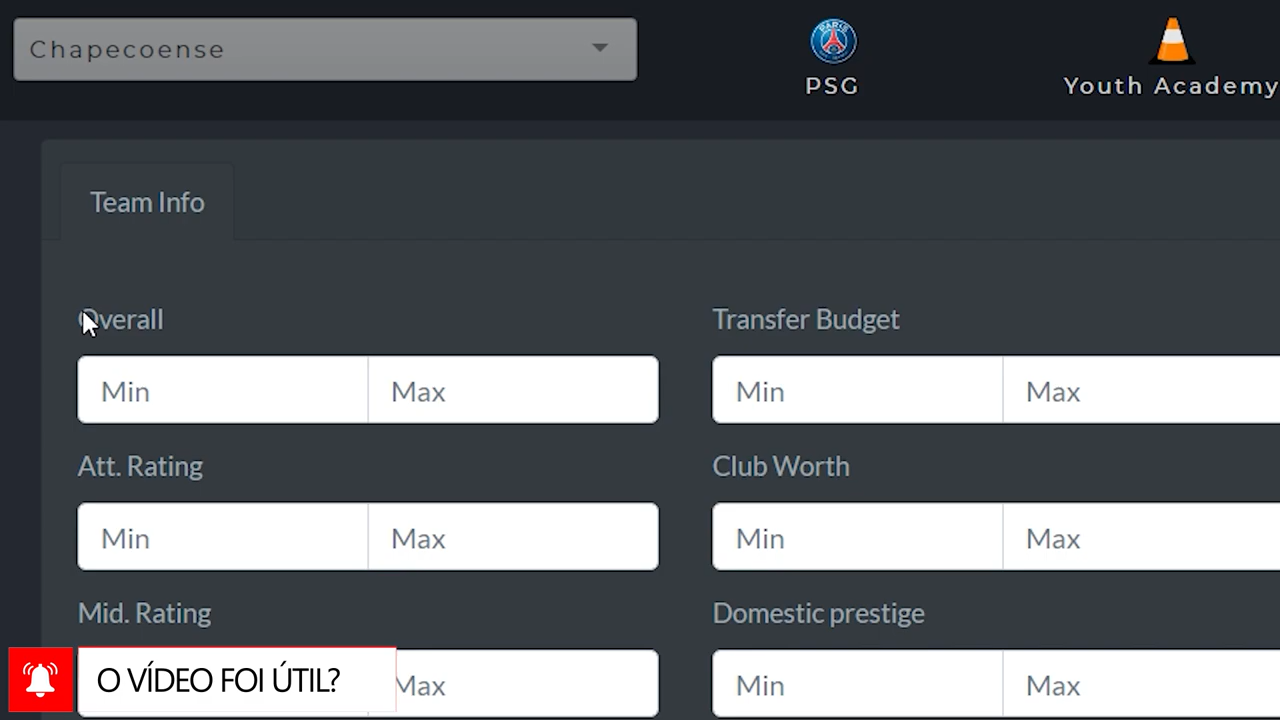 Chapecoense
PARIS
PSG
Youth Academy
Team Info
Overall
Transfer Budget
Min
Max
Min
Max
Att. Rating
Club Worth
Min
Max
Min
Max
Mid. Rating
Domestic prestige
Max
Min
Max
O VÍDEO FOI ÚTIL?